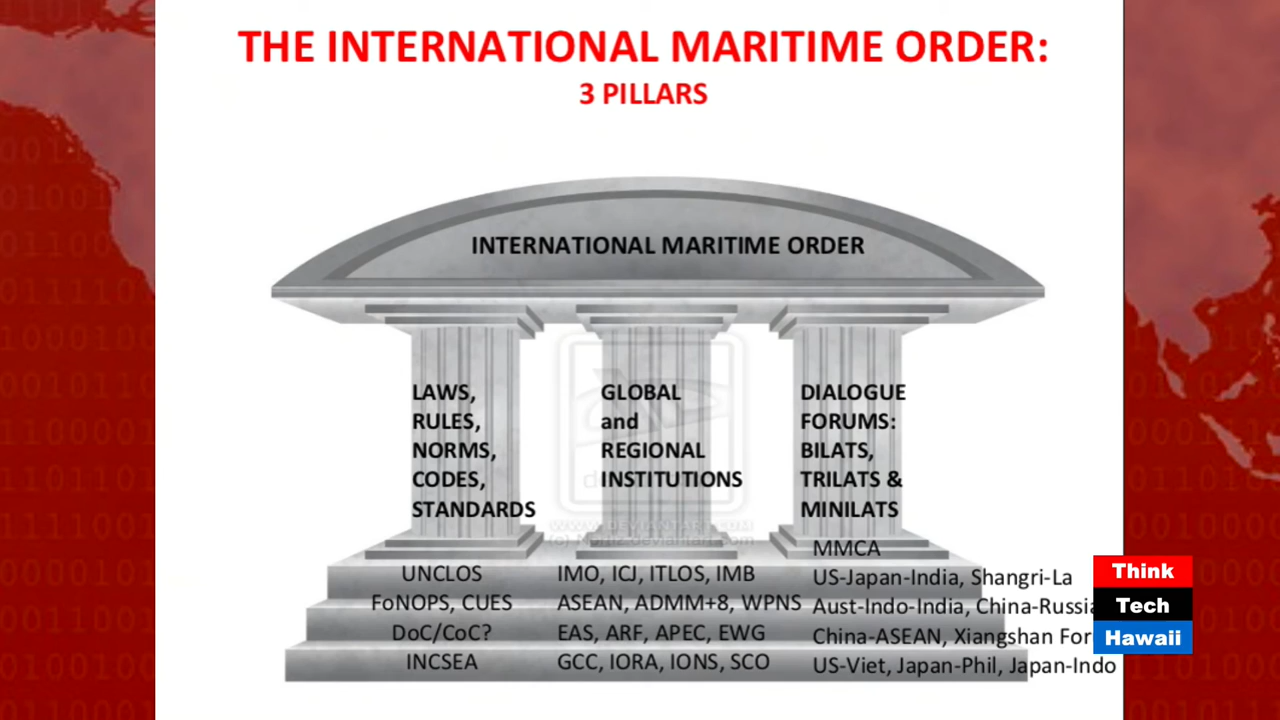 THE INTERNATIONAL MARITIME ORDER:
3 PILLARS
INTERNATIONAL MARITIME ORDER
LAWS,
RULES,
NORMS,
CODES,
STANDARDS
GLOBAL
and
REGIONAL
INSTITUTIONS
DIALOGUE
FORUMS:
BILATS,
TRILATS &
MINILATS
UNCLOS
FoNOPS, CUES
DoC/CoC?
INCSEA
IMO, ICJ, ITLOS, IMB
ASEAN, ADMM+8, WPNS
EAS, ARF, APEC, EWG
GCC, IORA, IONS, SCO
MMCA
US-Japan-India, Shangri-La
Aust-Indo-India, China-Russia
China-ASEAN, Xiangshan For
US-Viet, Japan-Phil, Japan-Indo
Think
Tech
Hawaii